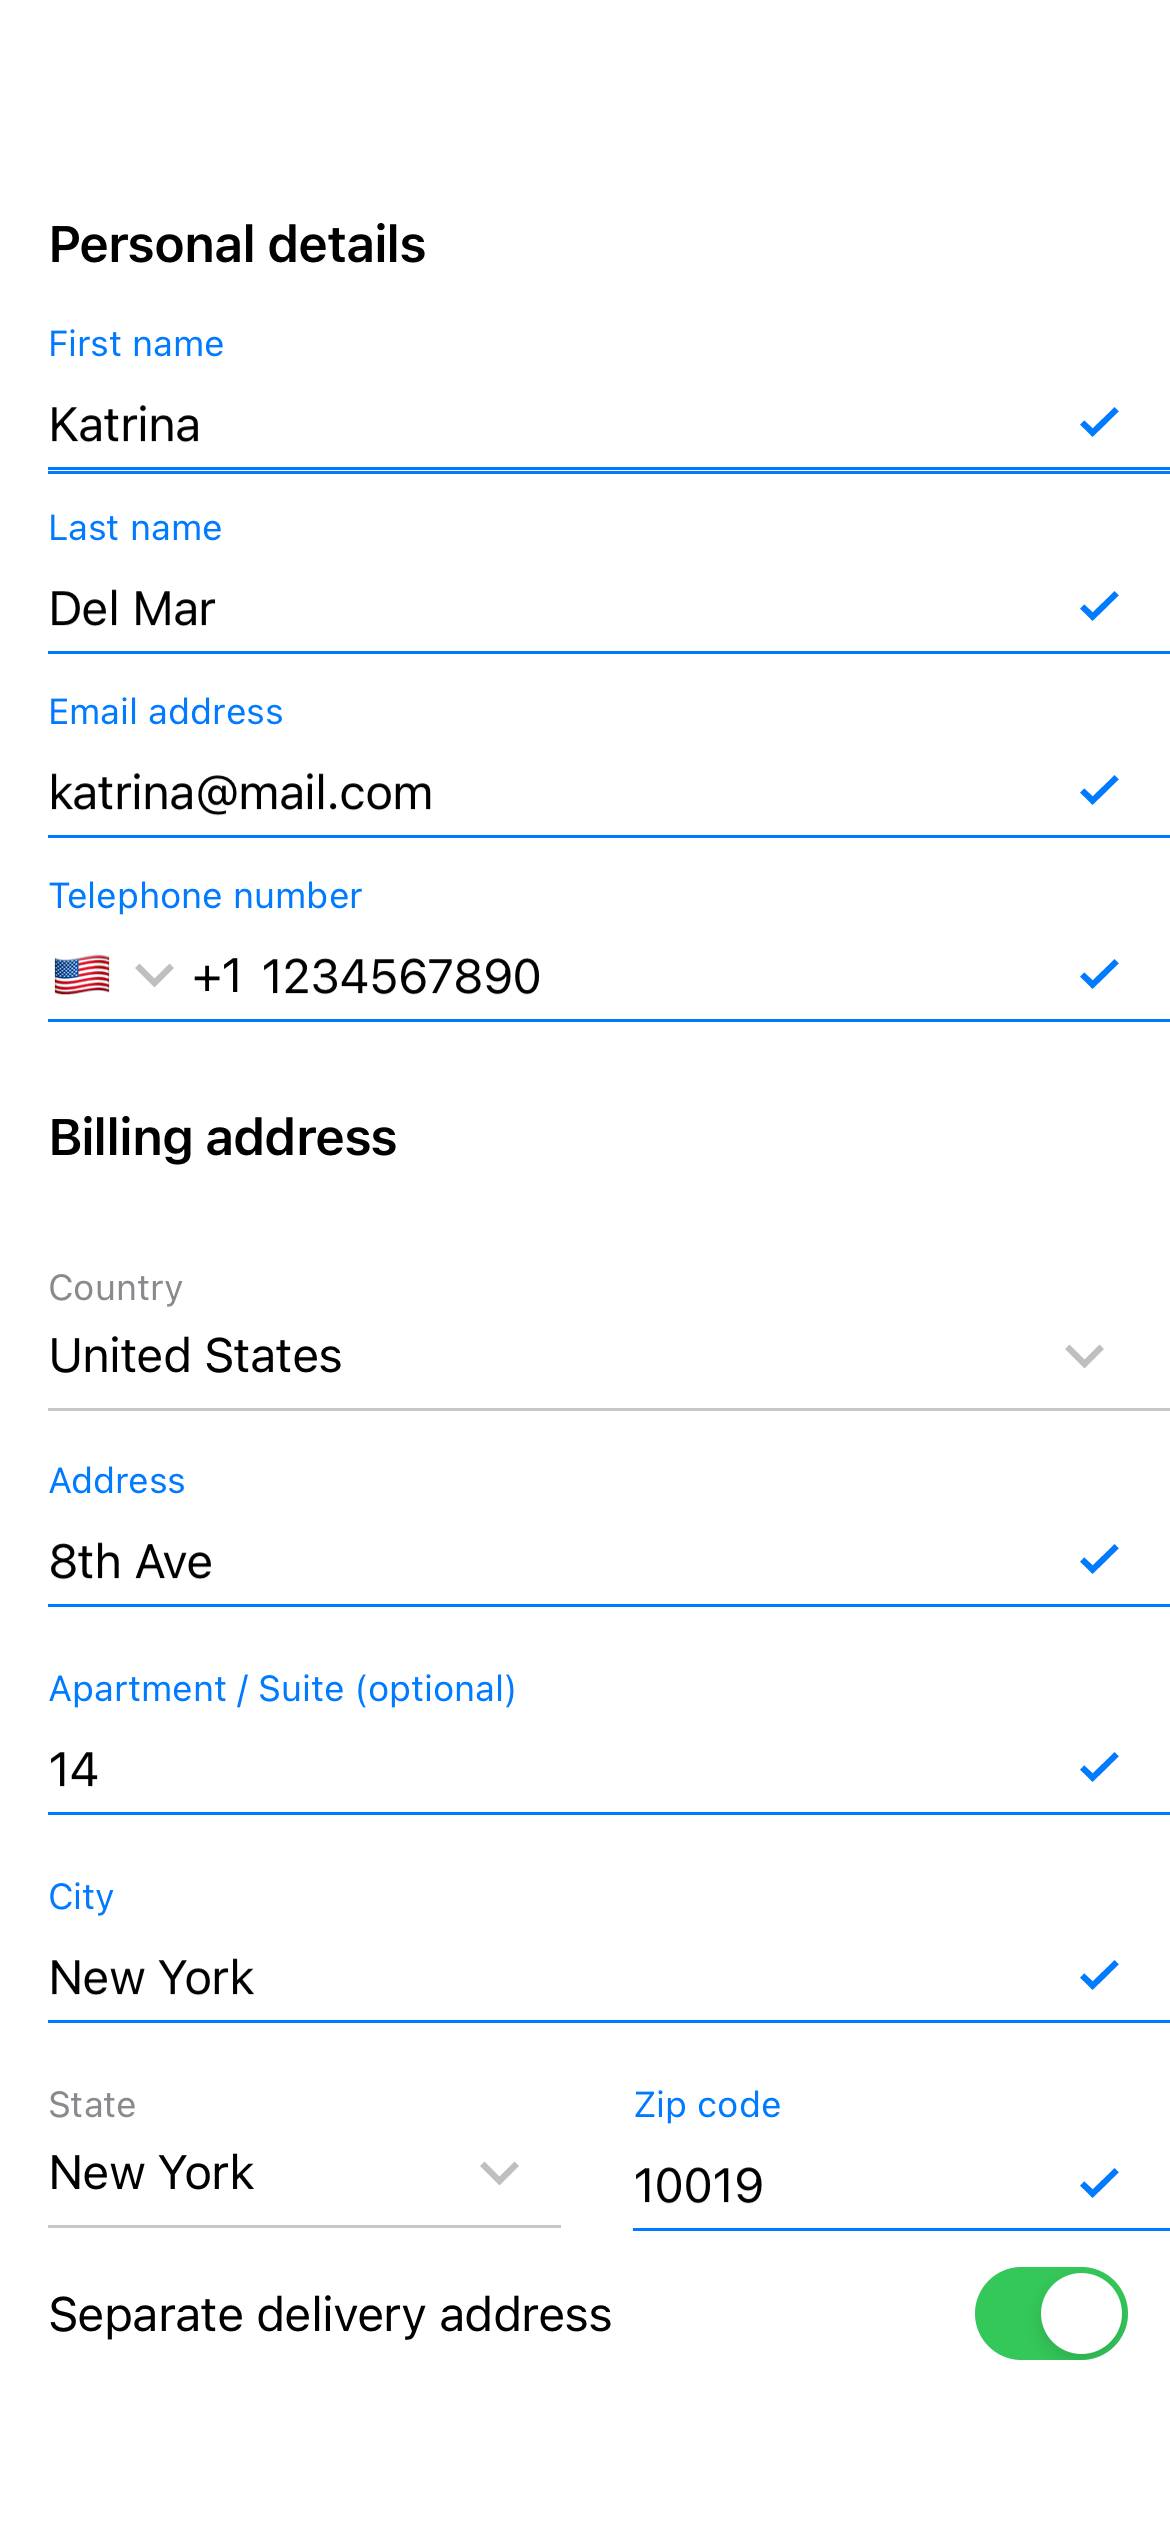 Personal details
First name
Katrina
Last name
Del Mar
Email address
katrina@mail.com
Telephone number
+1 1234567890
Billing address
Country
United States
Address
8th Ave
Apartment / Suite (optional)
14
City
New York
State
New York
Zip code
10019
Separate delivery address